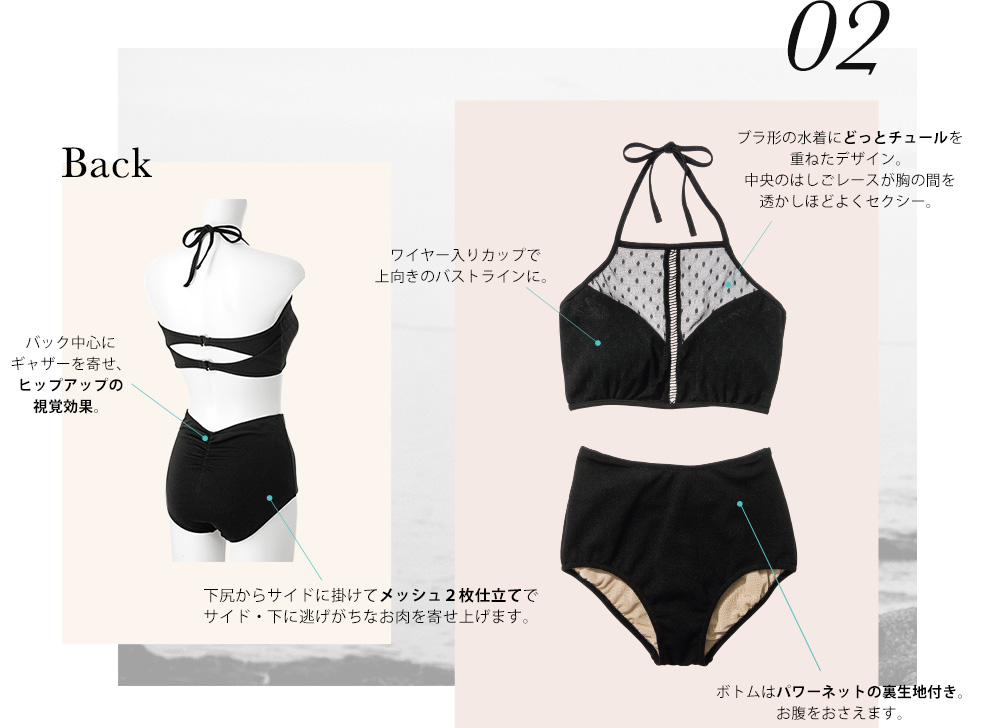 02
ブラ形の水着にどっとチュールを
重ねたデザイン。
中央のはしごレースが胸の間を
透かしほどよくセクシー。
Back
ワイヤー入りカップで
上向きのバストラインに。
バック中心に
ギャザーを寄せ、
ヒップアップの
視覚効果。
下尻からサイドに掛けてメッシュ２枚仕立てで
サイド・下に逃げがちなお肉を寄せ上げます。
ボトムはパワーネットの裏生地付き。
お腹をおさえます。